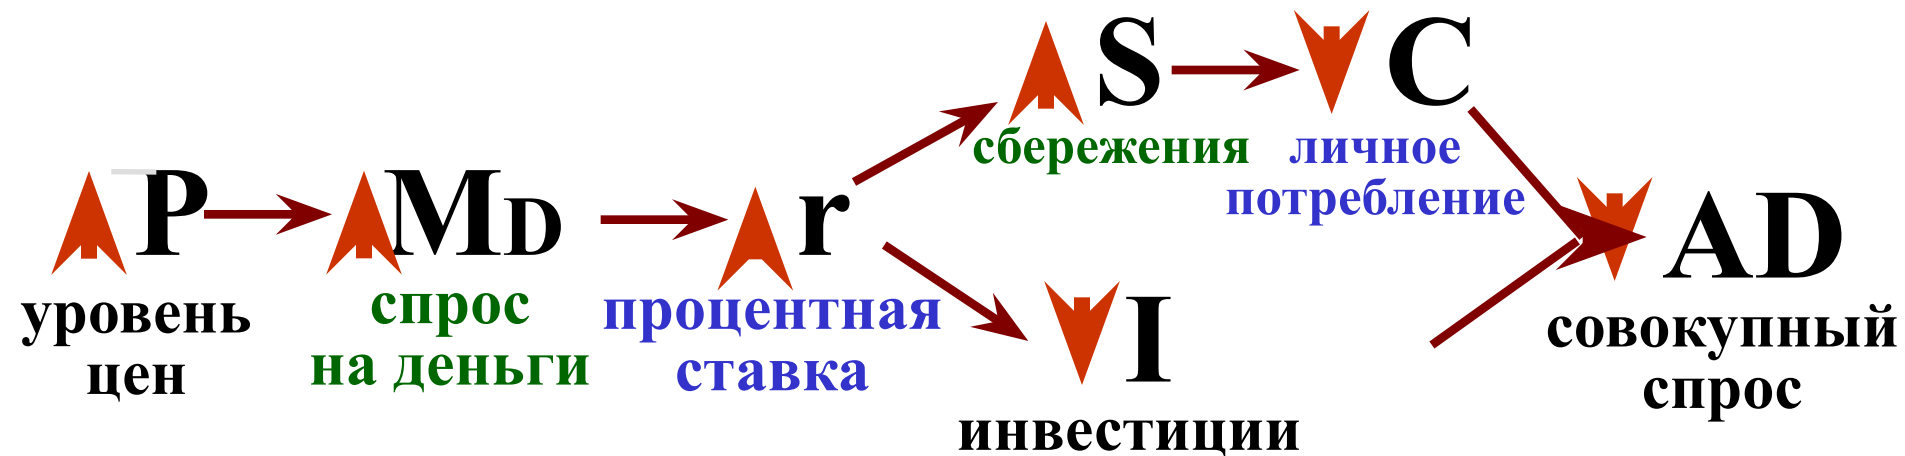 P
уровень
цен
MD
спрос
на деньги
r
процентная
ставка
S
сбережения
C
личное
потребление
I
инвестиции
AD
совокупный
спрос